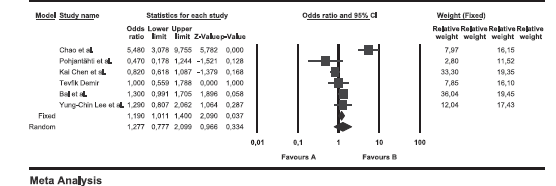 Model Study name Statistics for each study Odds ratio and 95% CI Weight (Fixed)
Odds ratio Lower limit Upper limit Z-Value p-Value Relative weight Relative weight Relative weight Relative weight
Chao et al. 5,480 3,078 9,755 5,782 0,000 7,97 16,15
Pohjantähti et al. 0,470 0,178 1,244 -1,521 0,128 2,80 11,52
Kai Chen et al. 0,820 0,618 1,087 -1,379 0,168 33,30 19,35
Tevfik Demir 1,000 0,559 1,788 0,000 1,000 7,85 16,10
Bai et al. 1,300 0,991 1,705 1,896 0,058 36,04 19,45
Yung-Chin Lee et al. 1,290 0,807 2,062 1,064 0,287 12,04 17,43
Fixed 1,190 1,011 1,400 2,090 0,037
Random 1,277 0,777 2,099 0,966 0,334
0,01 0,1 1 10 100
Favours A Favours B
Meta Analysis